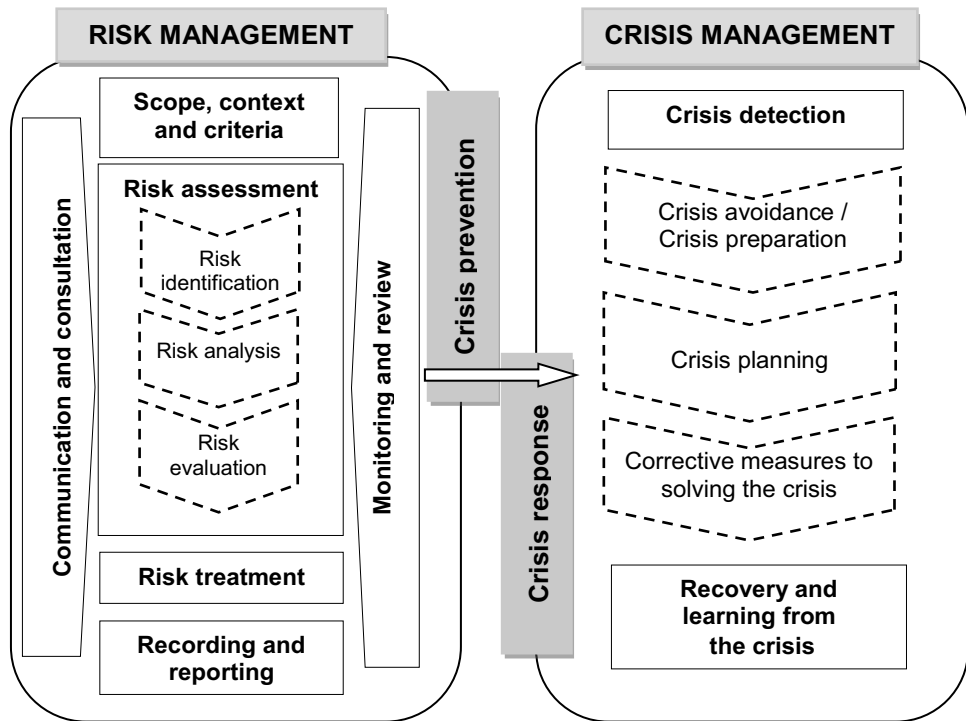 RISK MANAGEMENT
Communication and consultation
Scope, context
and criteria
Risk assessment
Risk
identification
Risk analysis
Risk
evaluation
Risk treatment
Recording and
reporting
Monitoring and review
Crisis prevention
Crisis response
CRISIS MANAGEMENT
Crisis detection
Crisis avoidance /
Crisis preparation
Crisis planning
Corrective measures to
solving the crisis
Recovery and
learning from
the crisis